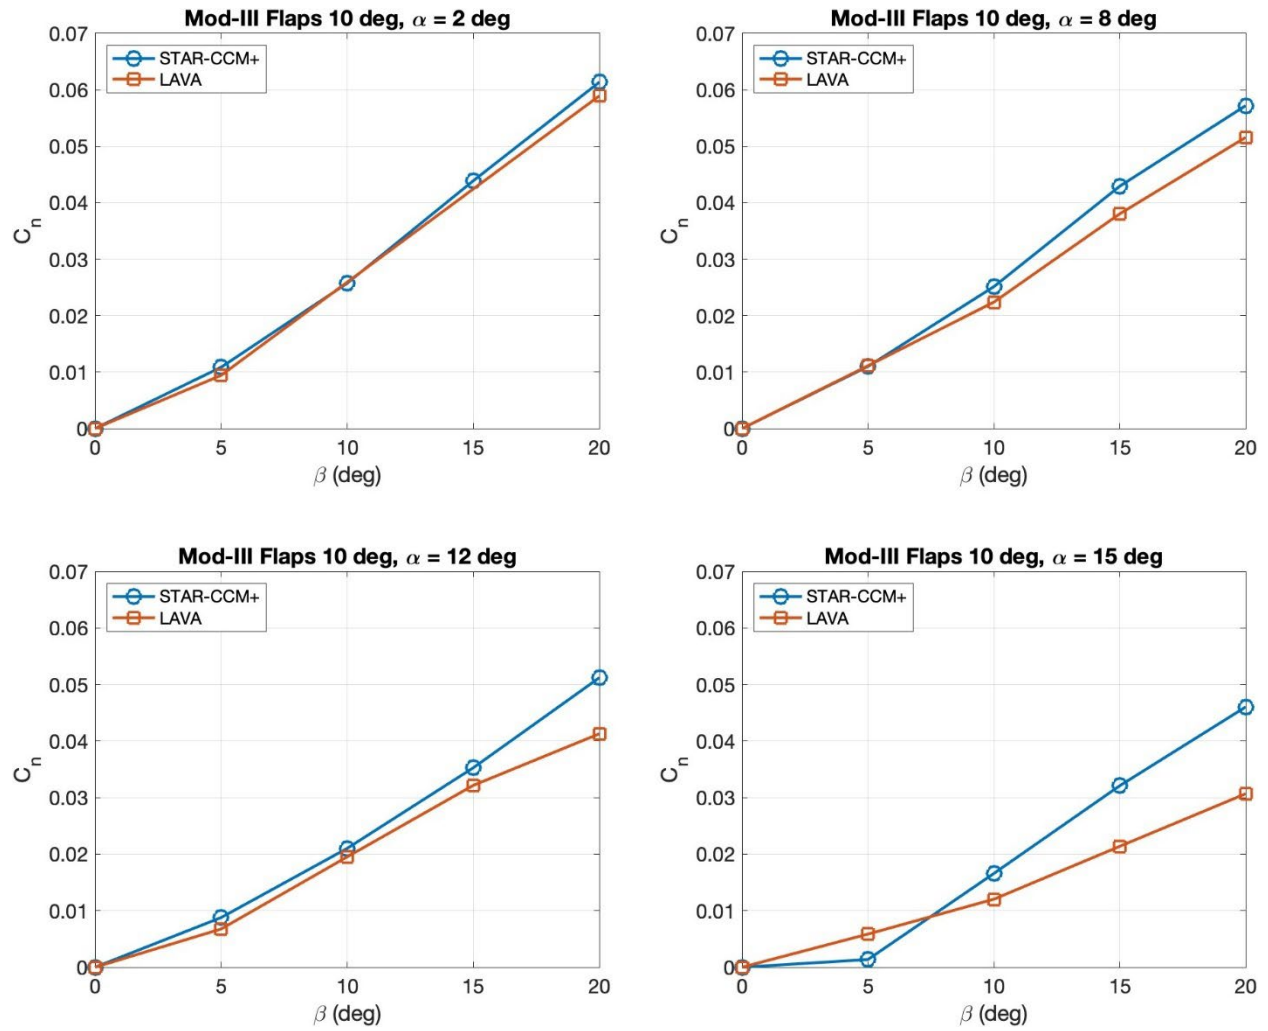 Mod-III Flaps 10 deg, α = 2 deg
STAR-CCM+
LAVA
0.07
0.06
0.05
0.04
0.03
0.02
0.01
0
C_n
0 5 10 15 20
β (deg)
Mod-III Flaps 10 deg, α = 8 deg
STAR-CCM+
LAVA
0.07
0.06
0.05
0.04
0.03
0.02
0.01
0
C_n
0 5 10 15 20
β (deg)
Mod-III Flaps 10 deg, α = 12 deg
STAR-CCM+
LAVA
0.07
0.06
0.05
0.04
0.03
0.02
0.01
0
C_n
0 5 10 15 20
β (deg)
Mod-III Flaps 10 deg, α = 15 deg
STAR-CCM+
LAVA
0.07
0.06
0.05
0.04
0.03
0.02
0.01
0
C_n
0 5 10 15 20
β (deg)